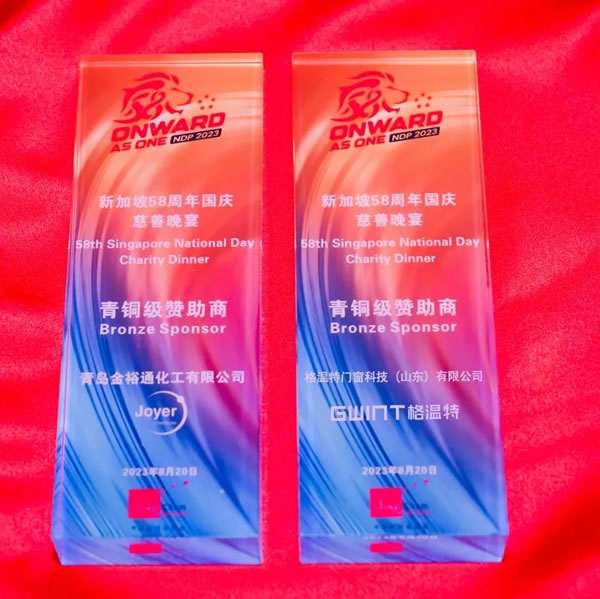 ONWARD
AS ONE NDP 2023
新加坡58周年国庆
慈善晚宴
58th Singapore National Day
Charity Dinner
青铜级赞助商
Bronze Sponsor
青岛金裕通化工有限公司
Joyer
2023年8月20日
ONWARD
AS ONE NDP 2023
新加坡58周年国庆
慈善晚宴
58th Singapore National Day
Charity Dinner
青铜级赞助商
Bronze Sponsor
格温特门窗科技（山东）有限公司
GWINT格温特
2023年8月20日